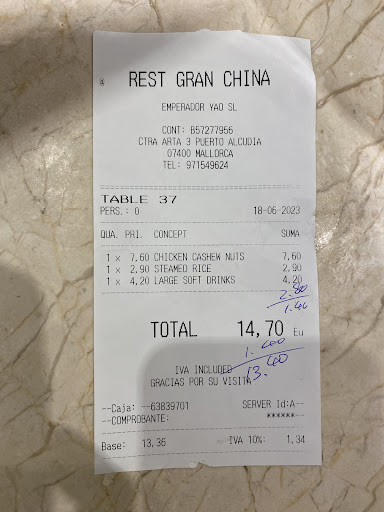 REST GRAN CHINA
EMPERADOR YAO SL
CONT: B57277956
CTRA ARTA 3 PUERTO ALCUDIA
07400 MALLORCA
TEL: 971549624
TABLE 37
PERS.: 0 18-06-2023
QUA. PRI. CONCEPT SUMA
1 x 7,60 CHICKEN CASHEW NUTS 7,60
1 x 2,90 STEAMED RICE 2,90
1 x 4,20 LARGE SOFT DRINKS 4,20
2.80
1.40
TOTAL 14,70 Eu
1.400
13.40
IVA INCLUDED
GRACIAS POR SU VISITA
--Caja: --63839701 SERVER Id:A--
--COMPROBANTE: ******--
Base: 13,36 IVA 10%: 1,34